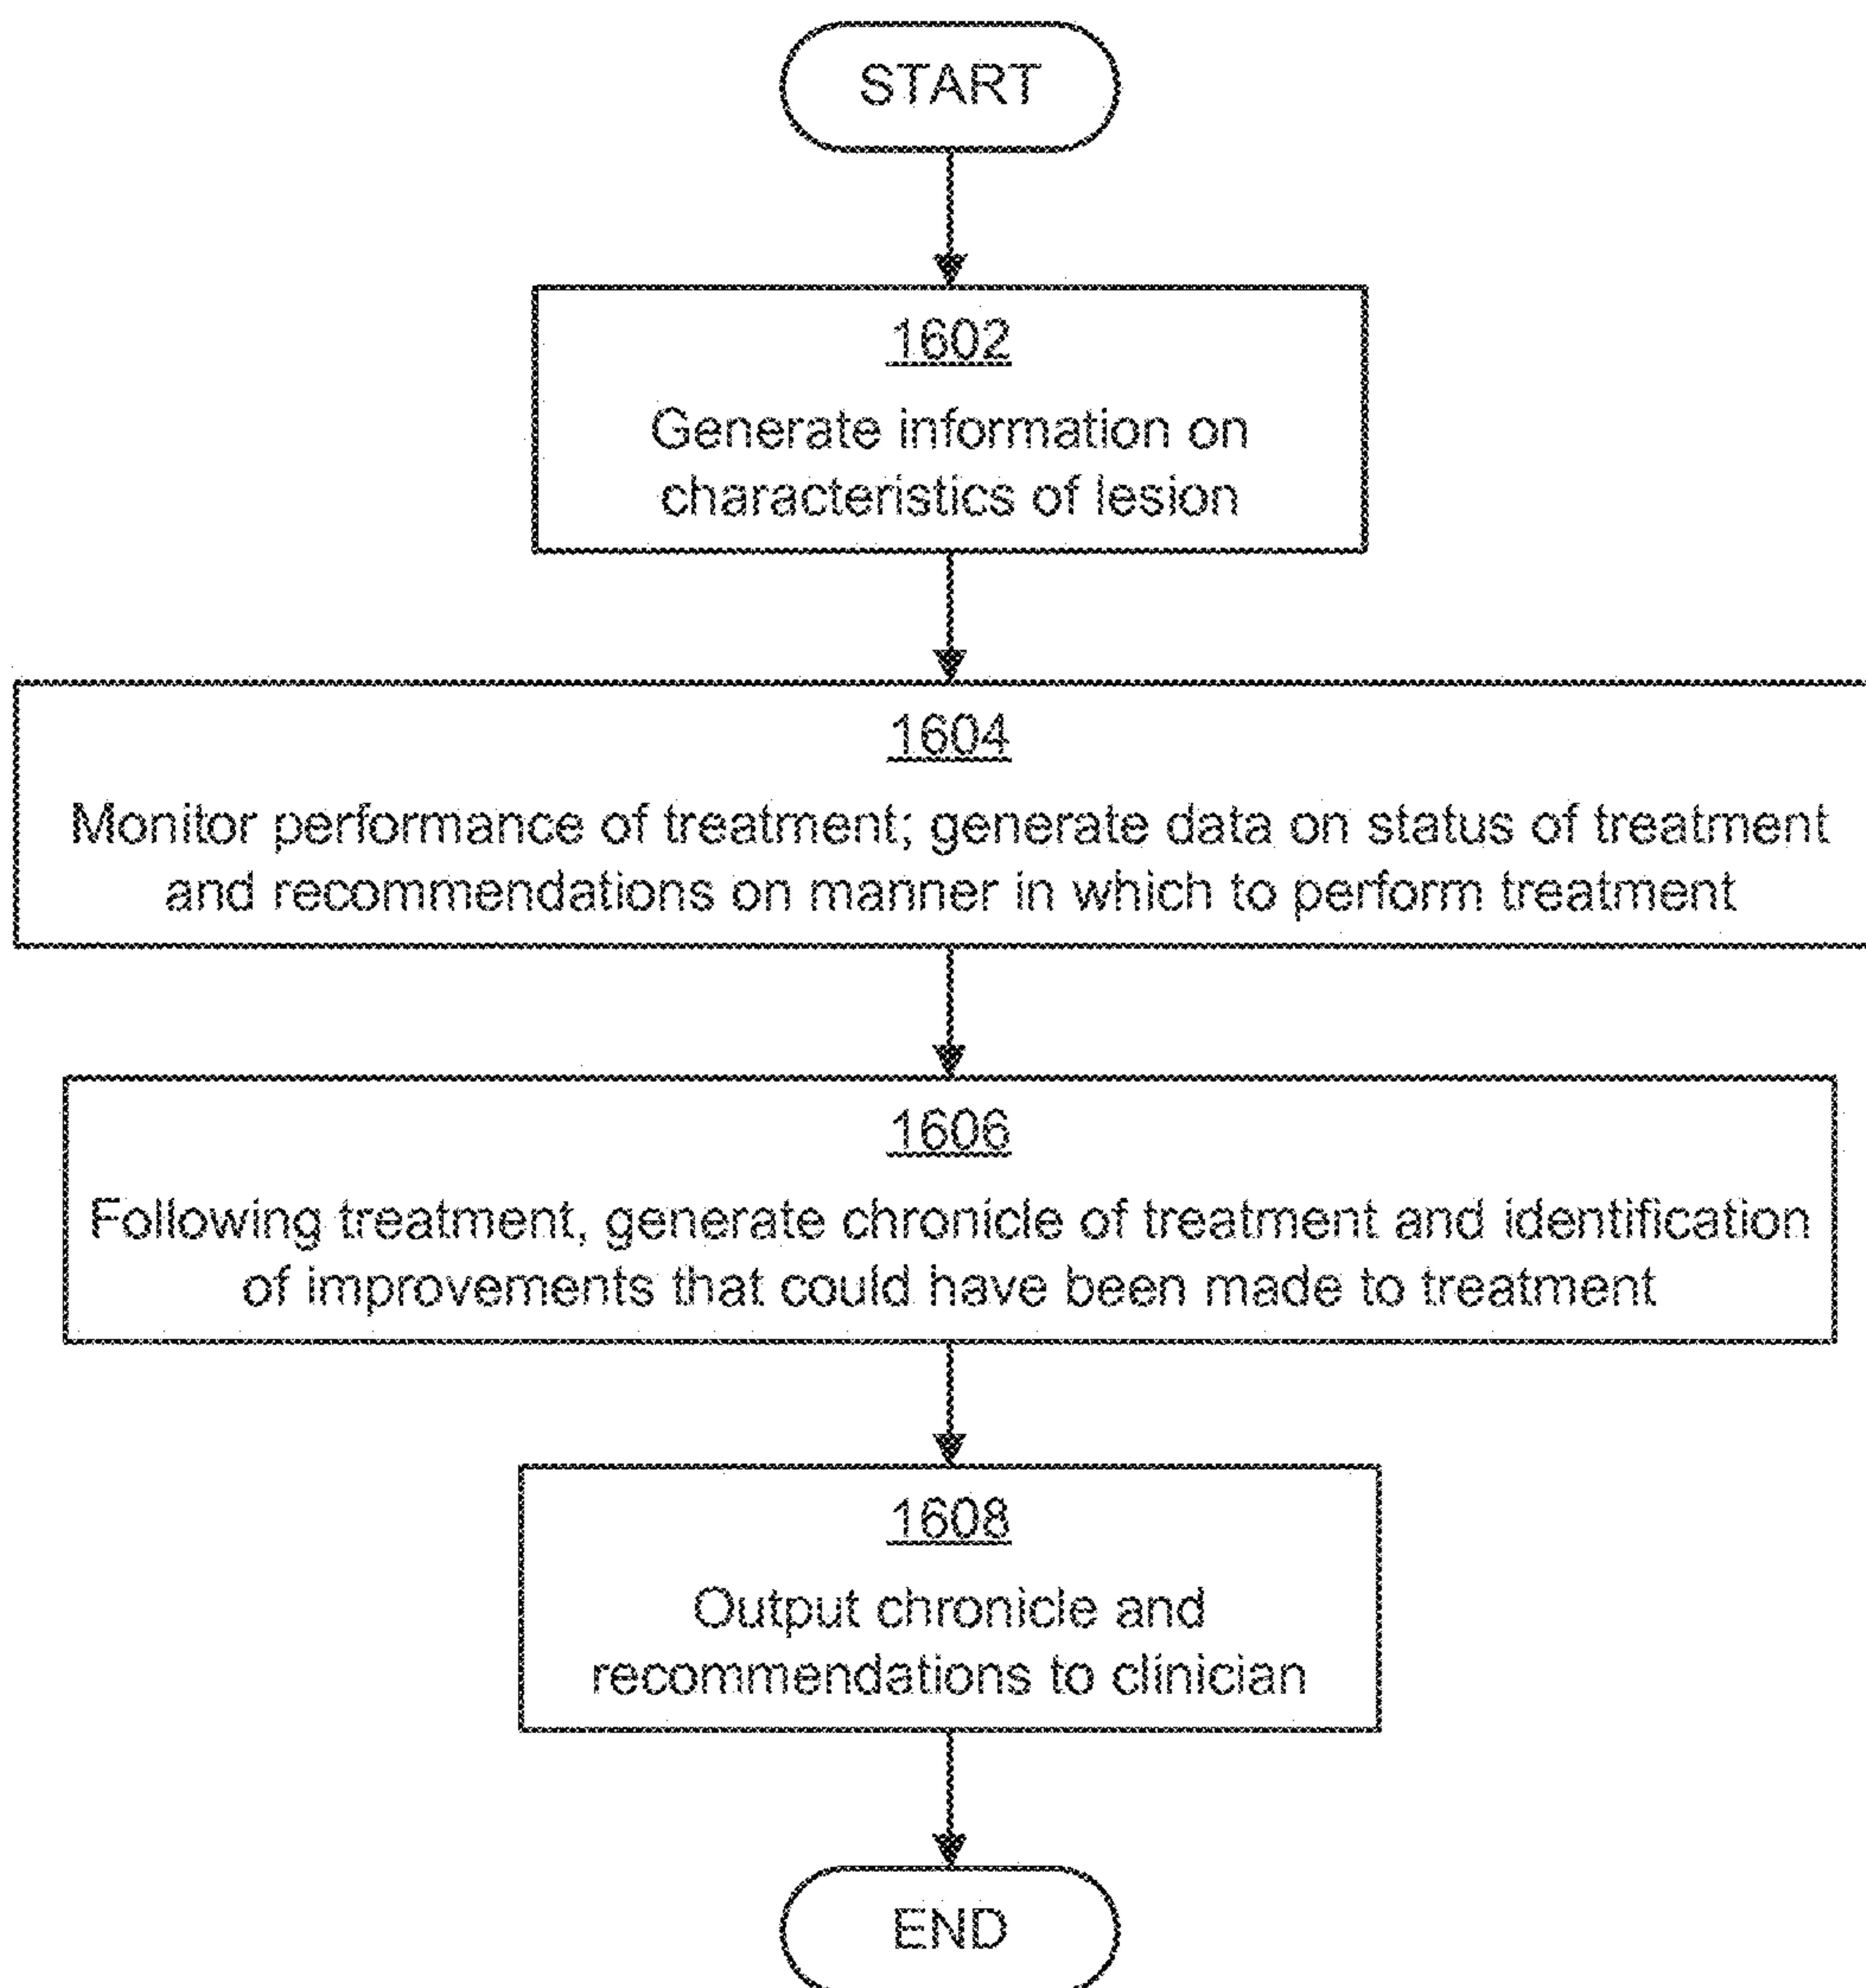 START
1602
Generate information on
characteristics of lesion
1604
Monitor performance of treatment; generate data on status of treatment
and recommendations on manner in which to perform treatment
1606
Following treatment, generate chronicle of treatment and identification
of improvements that could have been made to treatment
1608
Output chronicle and
recommendations to clinician
END